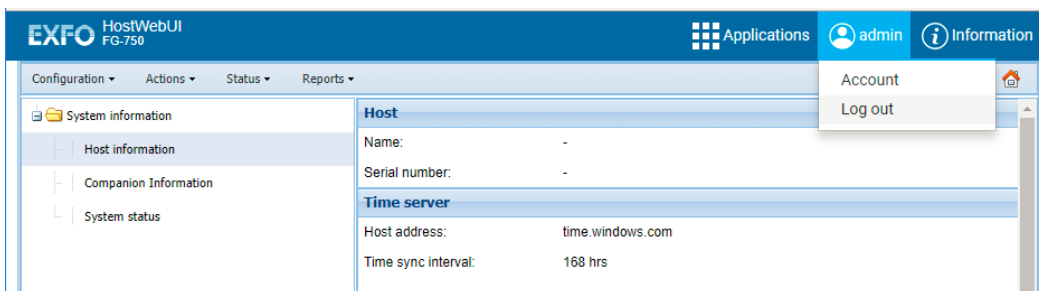 EXFO HostWebUI
FG-750
Applications
admin
Information
Configuration Actions Status Reports
Account
Log out
System information
Host information
Companion Information
System status
Host
Name: -
Serial number: -
Time server
Host address: time.windows.com
Time sync interval: 168 hrs